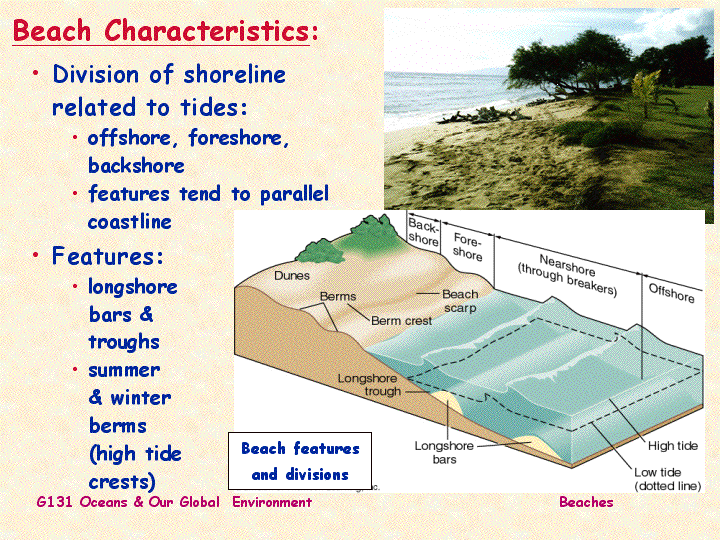 Beach Characteristics:
• Division of shoreline
related to tides:
• offshore, foreshore,
backshore
• features tend to parallel
coastline
• Features:
• longshore
bars &
troughs
• summer
& winter
berms
(high tide
crests)
Back-
shore
Fore-
shore
Nearshore
(through breakers)
Offshore
Dunes
Berms
Beach
scarp
Berm crest
Longshore
trough
Longshore
bars
High tide
Low tide
(dotted line)
Beach features
and divisions
G131 Oceans & Our Global Environment
Beaches